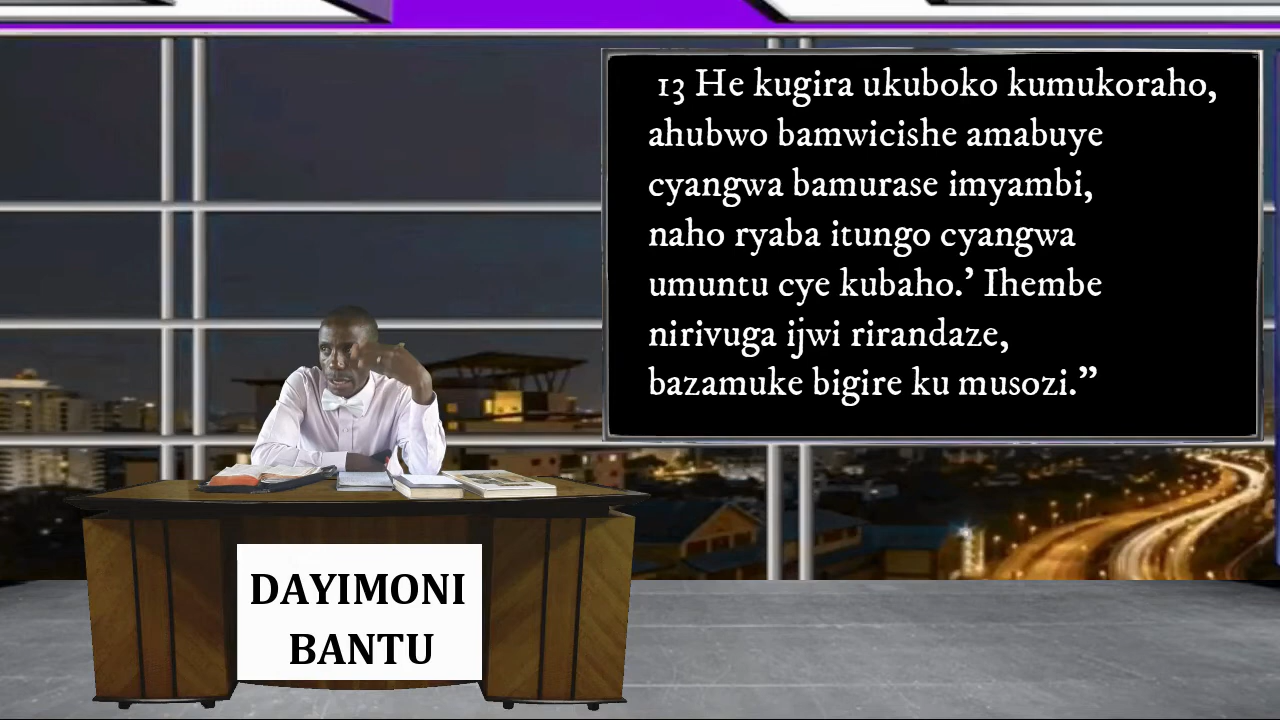 13 He kugira ukuboko kumukoraho,
ahubwo bamwicishe amabuye
cyangwa bamurase imyambi,
naho ryaba itungo cyangwa
umuntu cye kubaho.’ Ihembe
nirivuga ijwi rirandaze,
bazamuke bigire ku musozi.”
DAYIMONI
BANTU